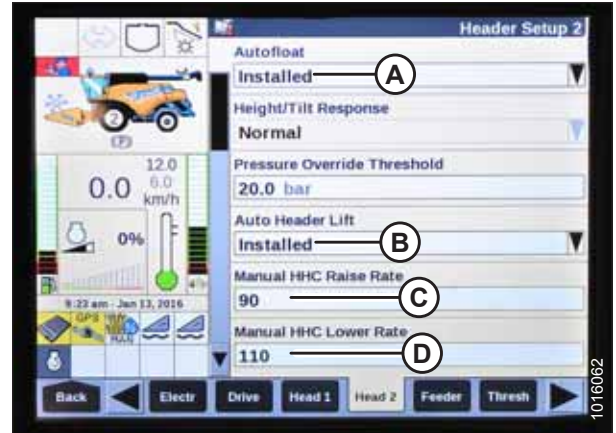 Header Setup 2
Autofloat
Installed
A
Height/Tilt Response
Normal
Pressure Override Threshold
20.0 bar
Auto Header Lift
Installed
B
Manual HHC Raise Rate
90
C
Manual HHC Lower Rate
110
D
2
(P)
0.0
12.0
6.0
km/h
0%
9:23 am - Jan 13, 2016
GPS
Back
Electr
Drive
Head 1
Head 2
Feeder
Thresh
1016062